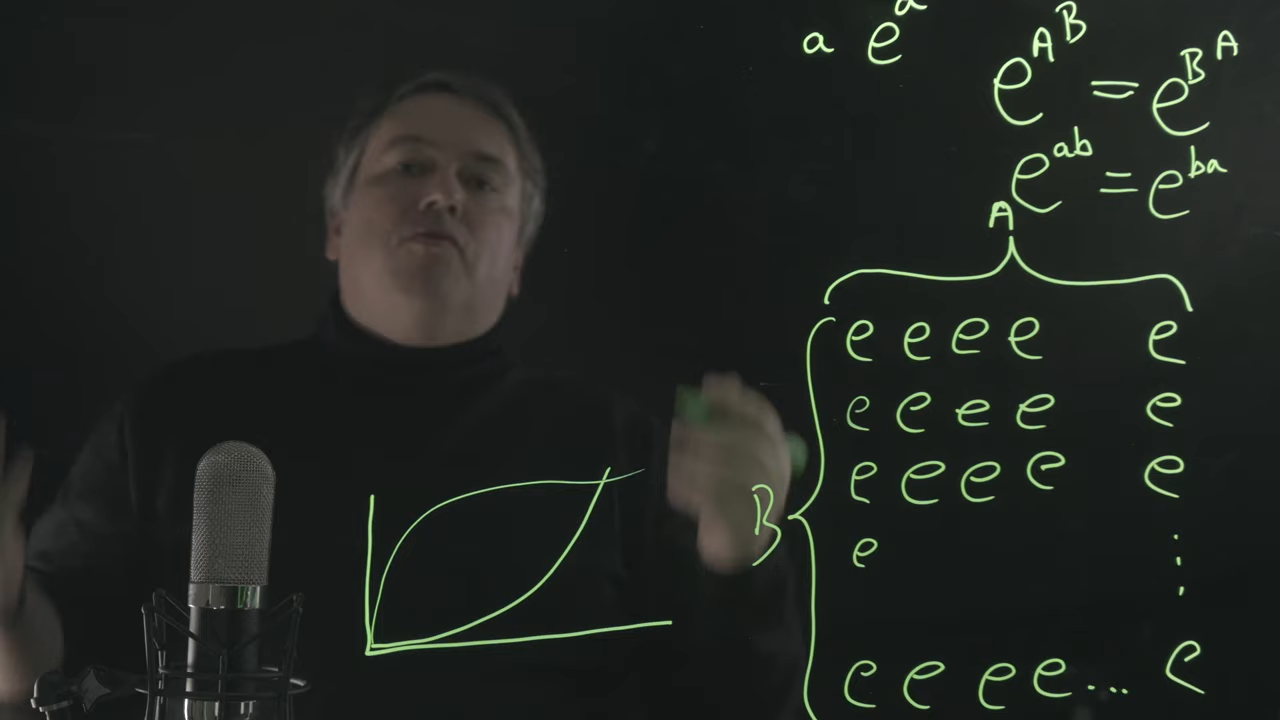 a e^a
e^A^B = e^B^A
e^ab = e^ba
A
e e e e e
e e e e e
e e e e e
B
e ⋮
e e e e ... e